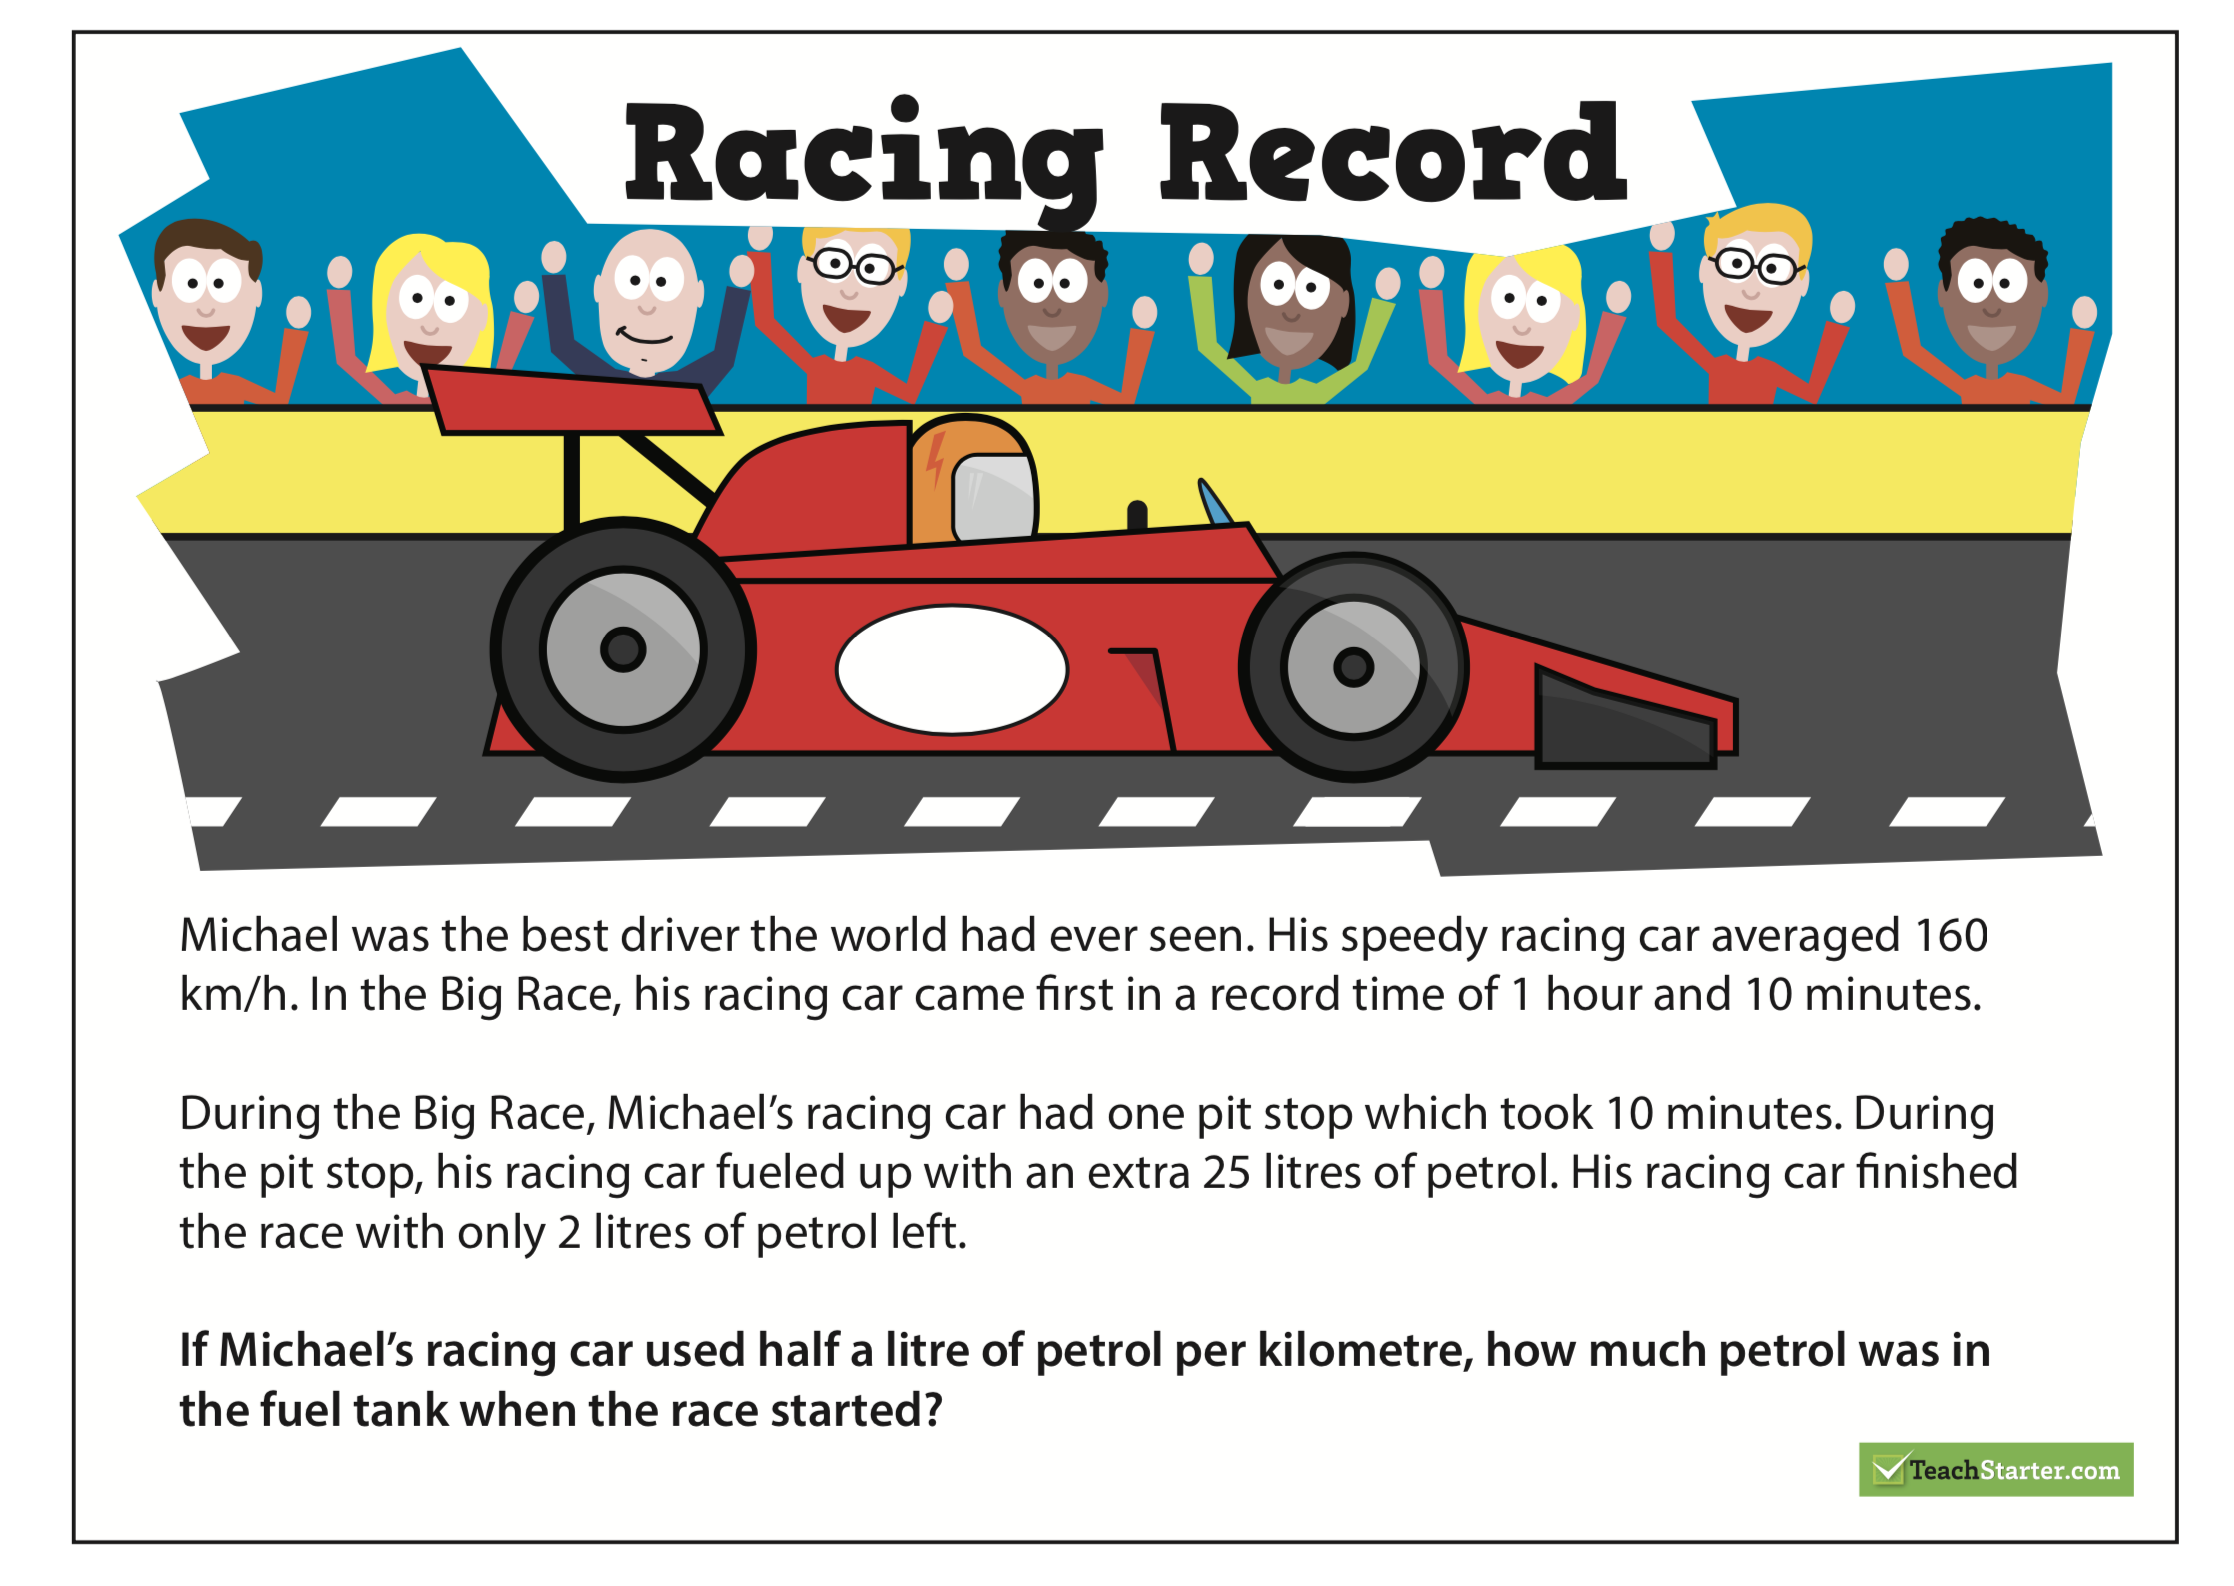 Racing Record
Michael was the best driver the world had ever seen. His speedy racing car averaged 160
km/h. In the Big Race, his racing car came first in a record time of 1 hour and 10 minutes.
During the Big Race, Michael’s racing car had one pit stop which took 10 minutes. During
the pit stop, his racing car fueled up with an extra 25 litres of petrol. His racing car finished
the race with only 2 litres of petrol left.
If Michael’s racing car used half a litre of petrol per kilometre, how much petrol was in
the fuel tank when the race started?
TeachStarter.com